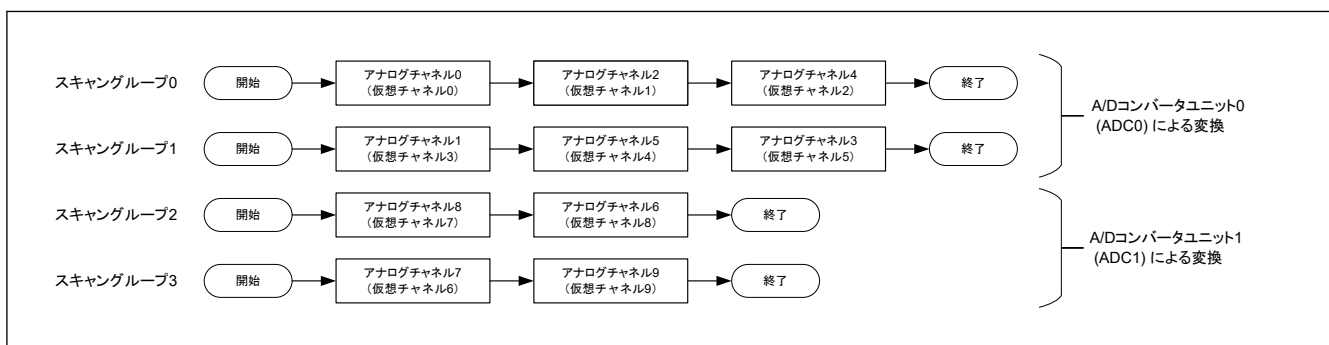 スキャングループ0
開始
アナログチャネル0
(仮想チャネル0)
アナログチャネル2
(仮想チャネル1)
アナログチャネル4
(仮想チャネル2)
終了
スキャングループ1
開始
アナログチャネル1
(仮想チャネル3)
アナログチャネル5
(仮想チャネル4)
アナログチャネル3
(仮想チャネル5)
終了
A/Dコンバータユニット0
(ADC0) による変換
スキャングループ2
開始
アナログチャネル8
(仮想チャネル7)
アナログチャネル6
(仮想チャネル8)
終了
スキャングループ3
開始
アナログチャネル7
(仮想チャネル6)
アナログチャネル9
(仮想チャネル9)
終了
A/Dコンバータユニット1
(ADC1) による変換